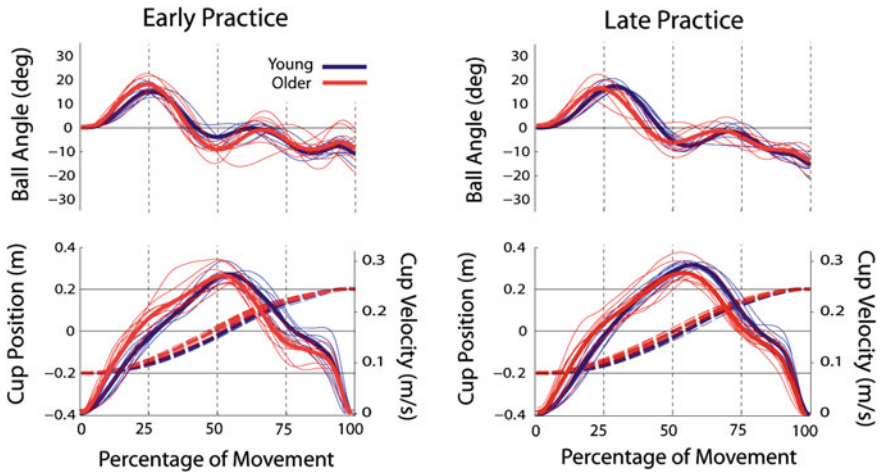 Early Practice
Late Practice
Ball Angle (deg)
30
20
10
0
−10
−20
−30
Young
Older
Ball Angle (deg)
30
20
10
0
−10
−20
−30
Cup Position (m)
0.4
0.2
0
−0.2
−0.4
0.3
0.2
0.1
0
Cup Velocity (m/s)
0 25 50 75 100
Percentage of Movement
Cup Position (m)
0.4
0.2
0
−0.2
−0.4
0.3
0.2
0.1
0
Cup Velocity (m/s)
0 25 50 75 100
Percentage of Movement